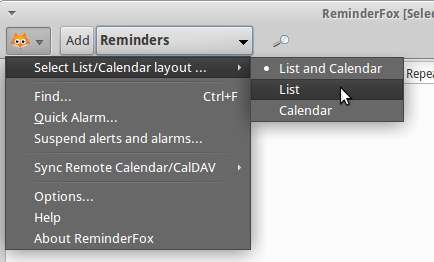 ReminderFox [Selec
Add
Reminders
Select List/Calendar layout ...
List and Calendar
Repea
List
Find... Ctrl+F
Quick Alarm...
Calendar
Suspend alerts and alarms...
Sync Remote Calendar/CalDAV
Options...
Help
About ReminderFox